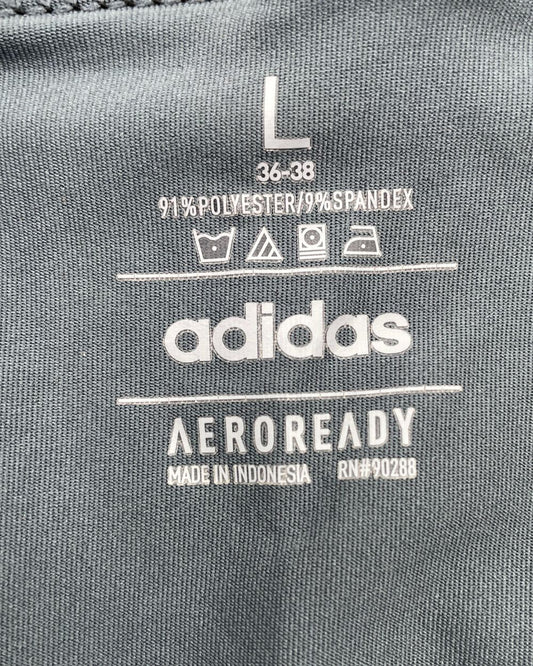 L
36-38
91%POLYESTER/9%SPANDEX
adidas
AEROREADY
MADE IN INDONESIA RN#90288